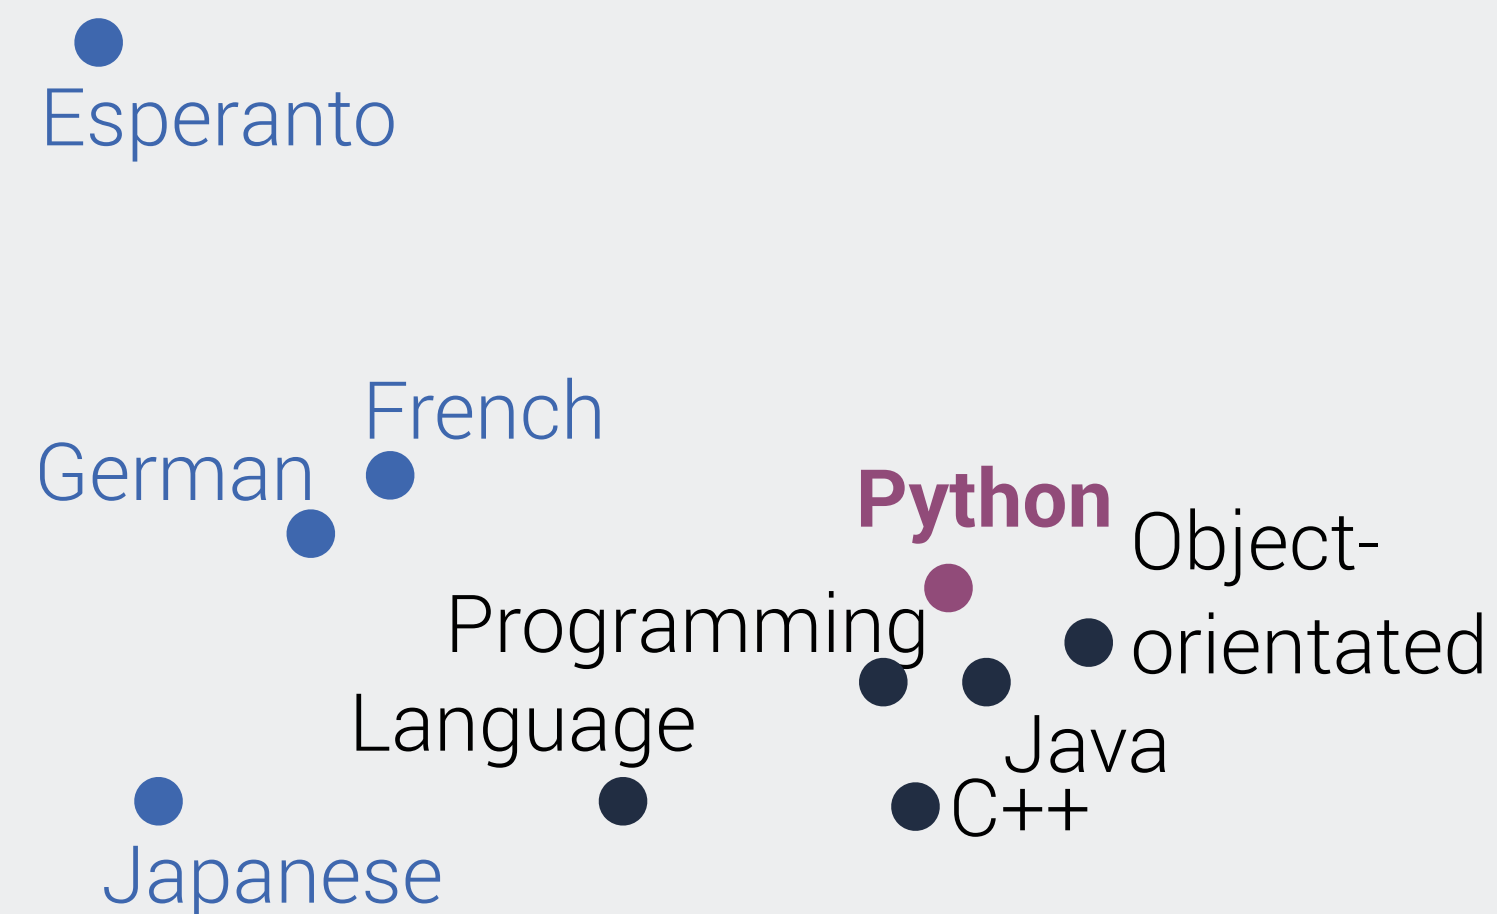 Esperanto
French
German
Python
Object-
orientated
Programming
Language
Java
C++
Japanese